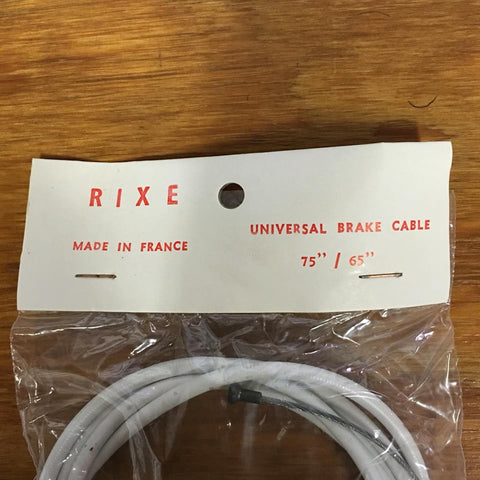 RIXE
MADE IN FRANCE
UNIVERSAL BRAKE CABLE
75" / 65"